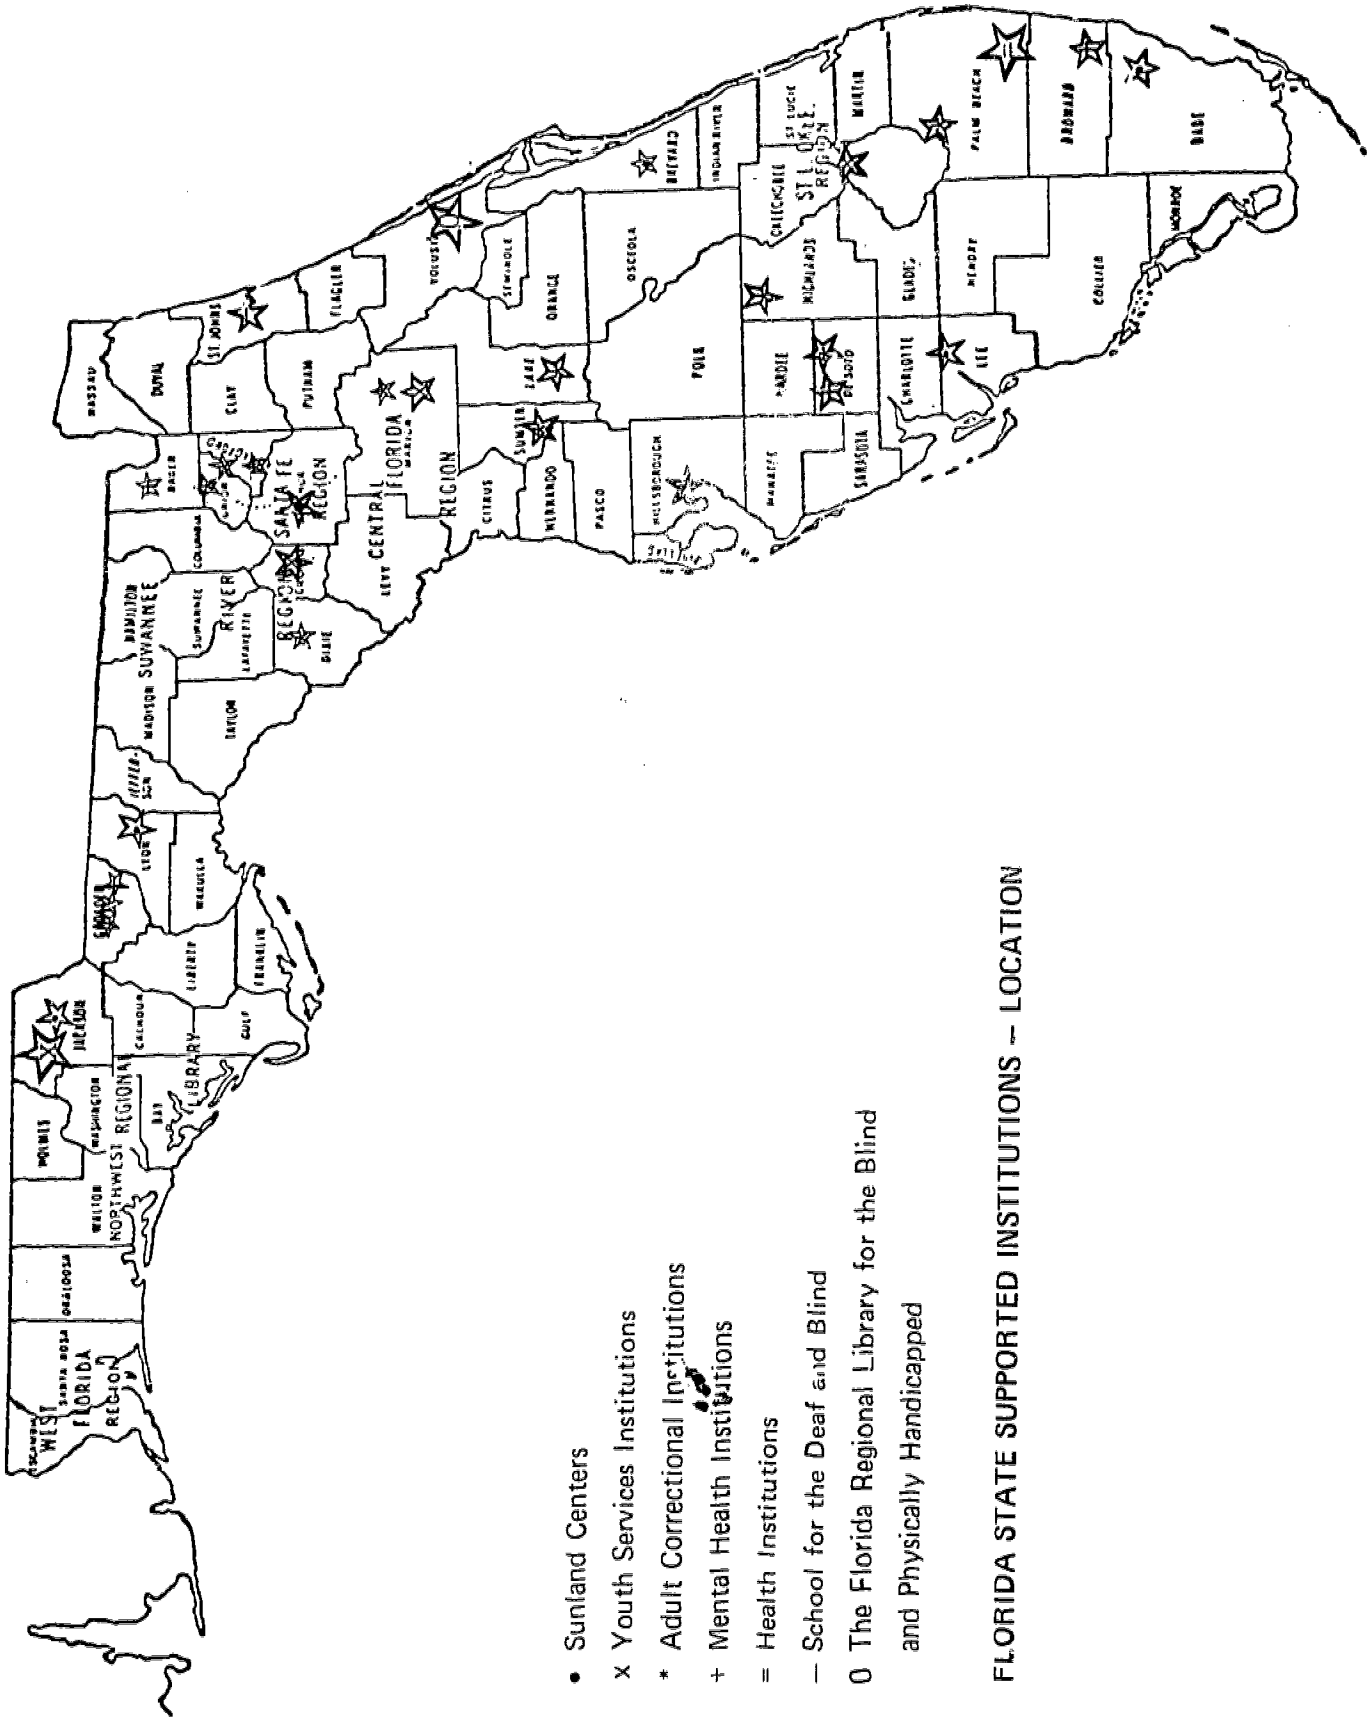 ESCAMBIA
SANTA ROSA
WEST
FLORIDA
REGION
OKALOOSA
WALTON
HOLMES
WASHINGTON
NORTHWEST REGIONAL
LIBRARY
BAY
JACKSON
CALHOUN
GULF
LIBERTY
FRANKLIN
GADSDEN
LEON
WAKULLA
JEFFER-
SON
MADISON
TAYLOR
HAMILTON
SUWANNEE
SUWANNEE
RIVER
LAFAYETTE
REGION
DIXIE
COLUMBIA
BAKER
UNION
SANTA FE
REGION
LEVY
CENTRAL
FLORIDA
MARION
REGION
NASSAU
DUVAL
CLAY
ST. JOHNS
PUTNAM
FLAGLER
VOLUSIA
CITRUS
SUMTER
LAKE
HERNANDO
PASCO
SEMINOLE
ORANGE
OSCEOLA
BREVARD
INDIAN RIVER
HILLSBOROUGH
POLK
MANATEE
HARDEE
SARASOTA
DE SOTO
HIGHLANDS
OKEECHOBEE
ST LUCIE
ST L. OKEE.
REGION
MARTIN
CHARLOTTE
GLADES
LEE
HENDRY
PALM BEACH
BROWARD
COLLIER
MONROE
DADE
• Sunland Centers
x Youth Services Institutions
* Adult Correctional Institutions
+ Mental Health Institutions
= Health Institutions
— School for the Deaf and Blind
0 The Florida Regional Library for the Blind
and Physically Handicapped
FLORIDA STATE SUPPORTED INSTITUTIONS – LOCATION